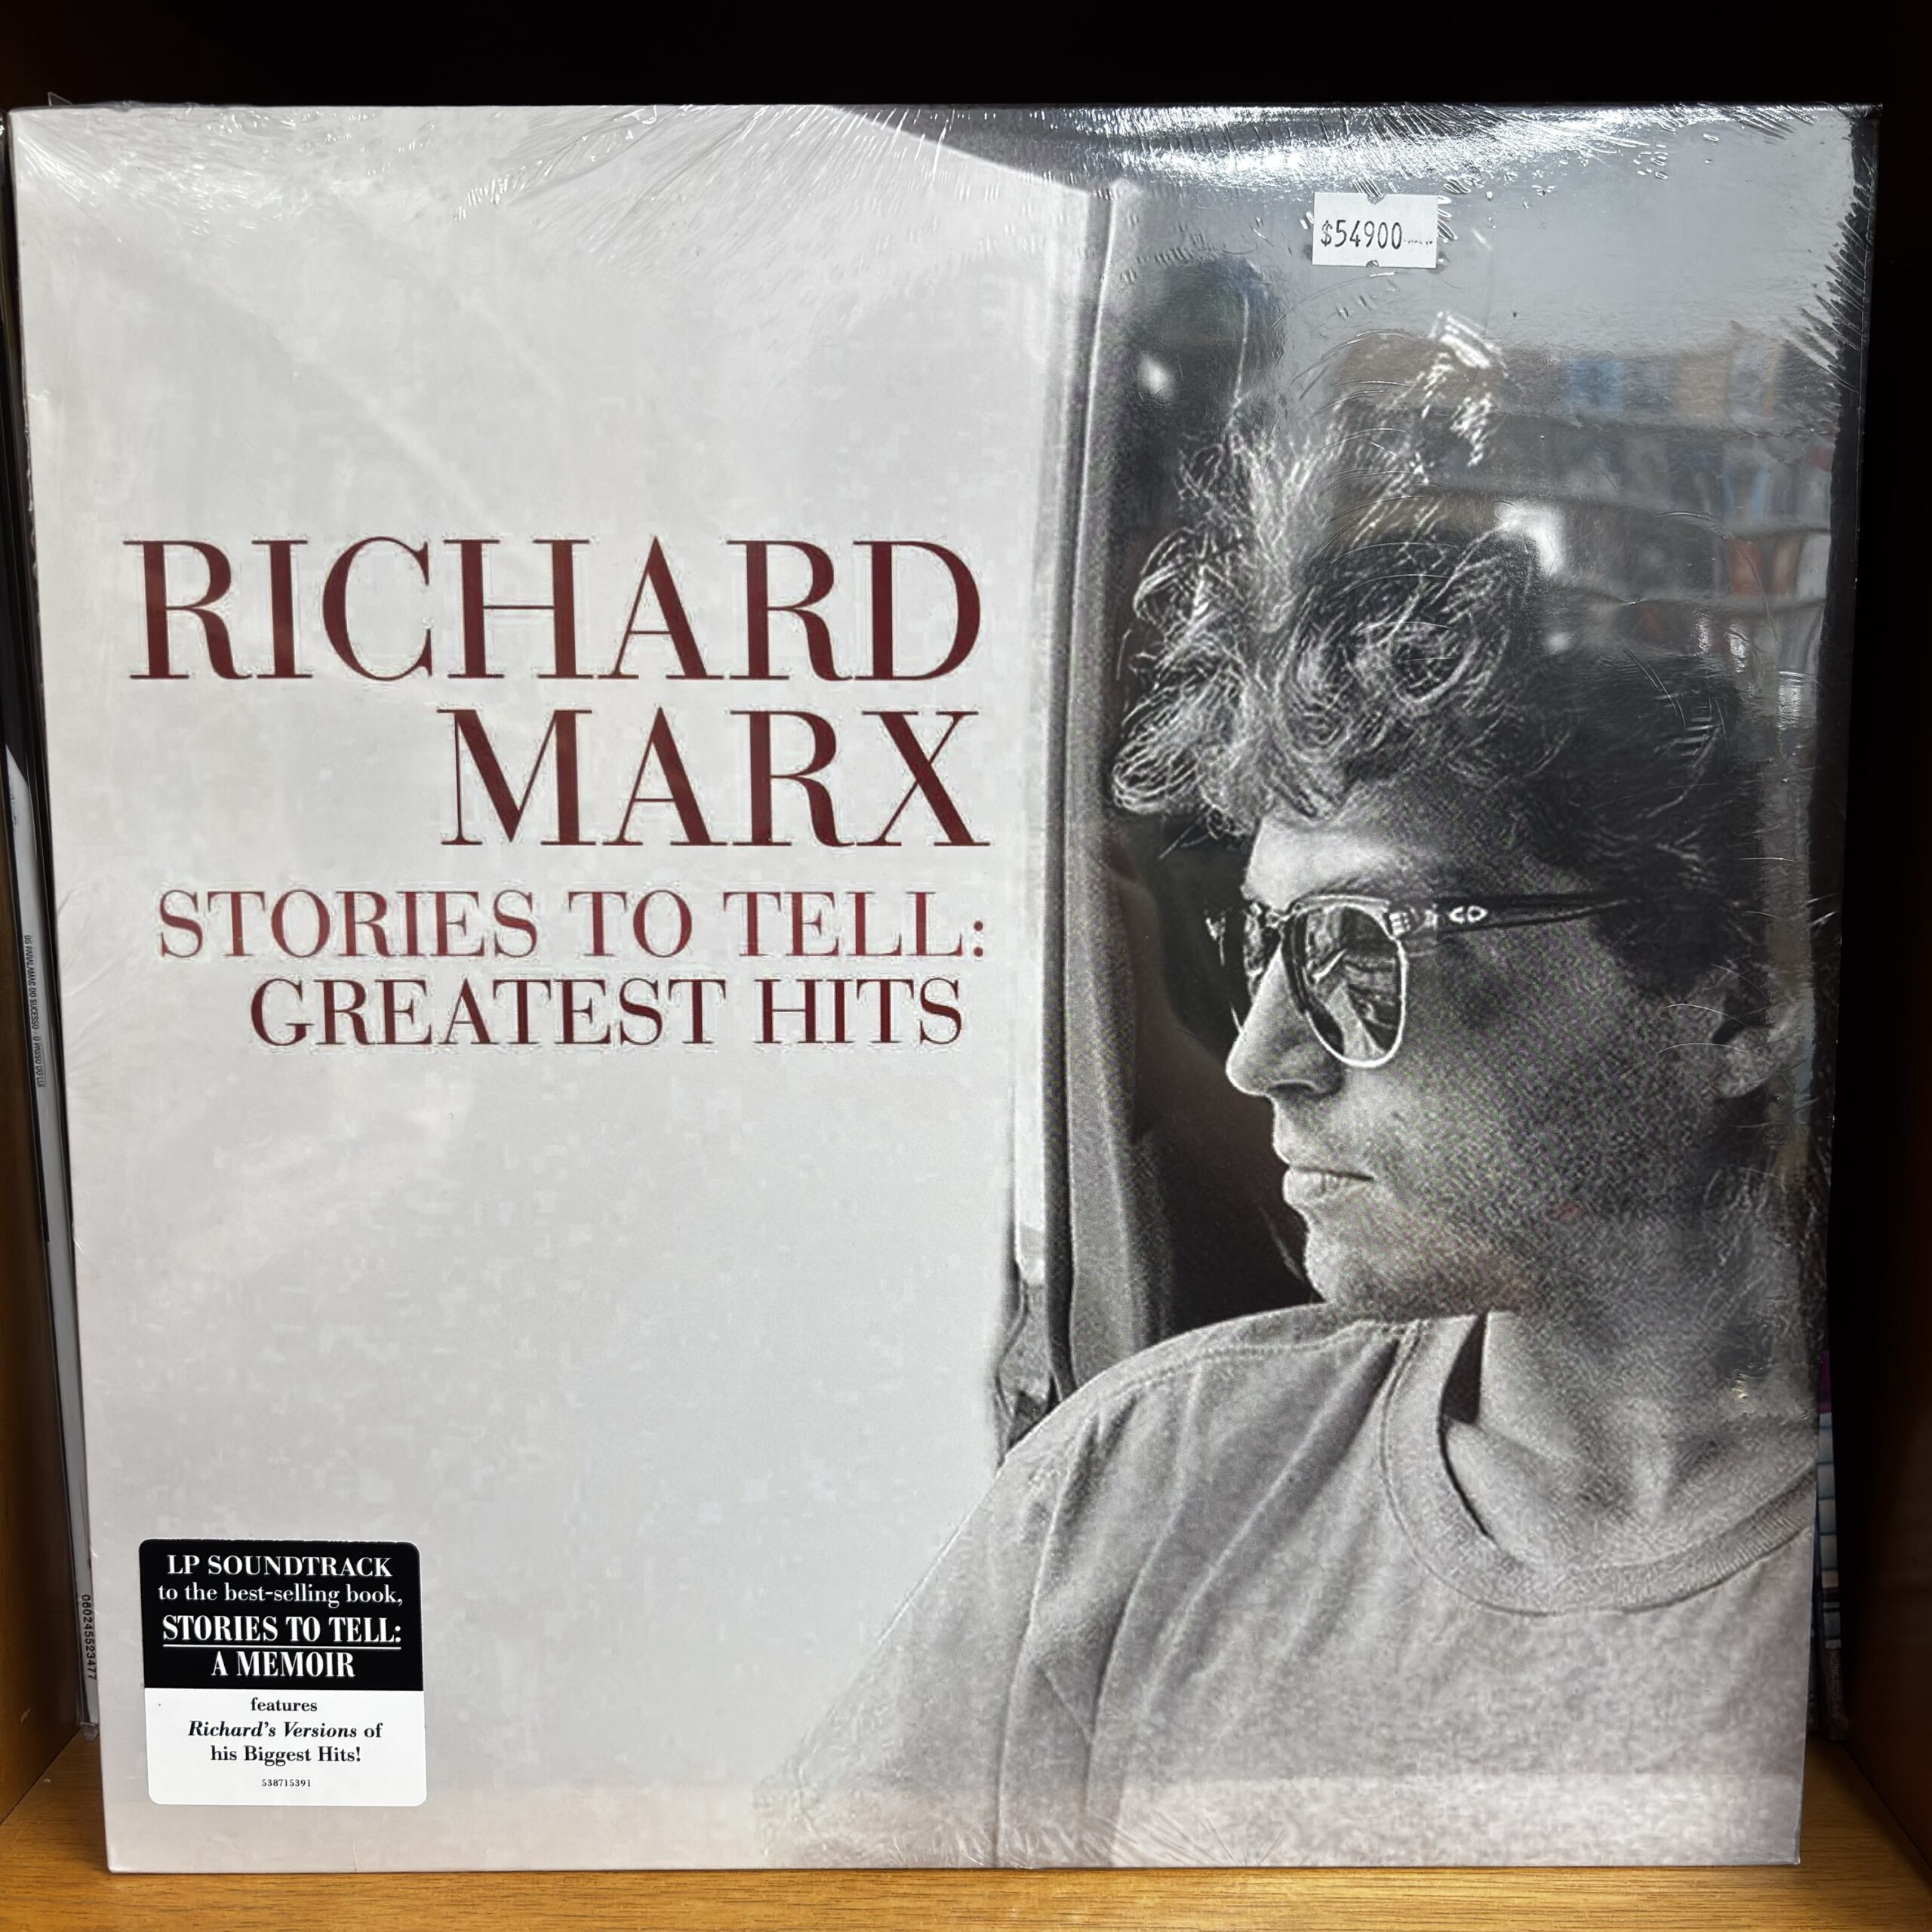 $54900
RICHARD
MARX
STORIES TO TELL:
GREATEST HITS
LP SOUNDTRACK
to the best-selling book,
STORIES TO TELL:
A MEMOIR
features
Richard's Versions of
his Biggest Hits!
538715391